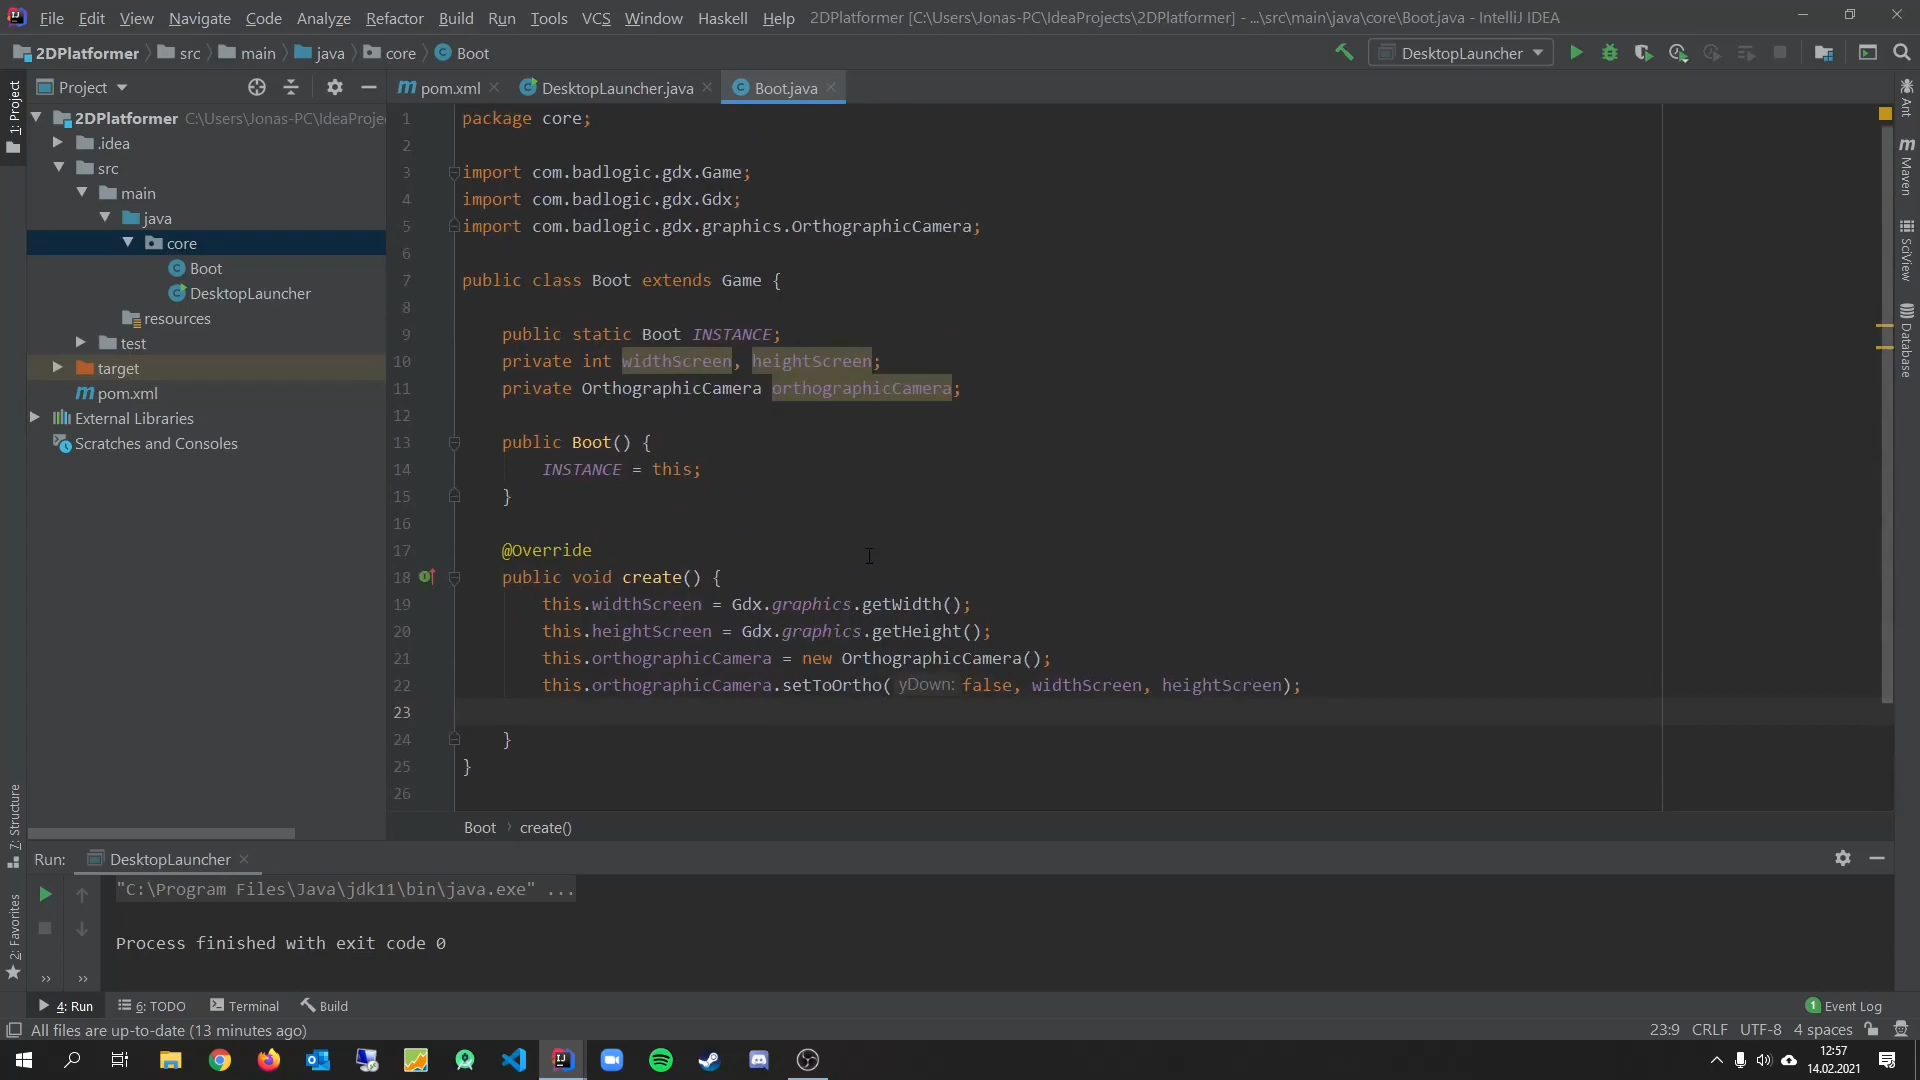 File Edit View Navigate Code Analyze Refactor Build Run Tools VCS Window Haskell Help 2DPlatformer [C:\Users\Jonas-PC\IdeaProjects\2DPlatformer] - ...\src\main\java\core\Boot.java - IntelliJ IDEA
2DPlatformer src main java core Boot
DesktopLauncher
Project
pom.xml DesktopLauncher.java Boot.java
2DPlatformer C:\Users\Jonas-PC\IdeaProje
.idea
src
main
java
core
Boot
DesktopLauncher
resources
test
target
pom.xml
External Libraries
Scratches and Consoles
1: Project
7: Structure
2: Favorites
1 package core;
2
3 import com.badlogic.gdx.Game;
4 import com.badlogic.gdx.Gdx;
5 import com.badlogic.gdx.graphics.OrthographicCamera;
6
7 public class Boot extends Game {
8
9 public static Boot INSTANCE;
10 private int widthScreen, heightScreen;
11 private OrthographicCamera orthographicCamera;
12
13 public Boot() {
14 INSTANCE = this;
15 }
16
17 @Override
18 public void create() {
19 this.widthScreen = Gdx.graphics.getWidth();
20 this.heightScreen = Gdx.graphics.getHeight();
21 this.orthographicCamera = new OrthographicCamera();
22 this.orthographicCamera.setToOrtho( yDown: false, widthScreen, heightScreen);
23
24 }
25 }
26
Boot create()
Ant
Maven
SciView
Database
Run: DesktopLauncher
"C:\Program Files\Java\jdk11\bin\java.exe" ...
Process finished with exit code 0
4: Run 6: TODO Terminal Build
1 Event Log
All files are up-to-date (13 minutes ago)
23:9 CRLF UTF-8 4 spaces
12:57
14.02.2021